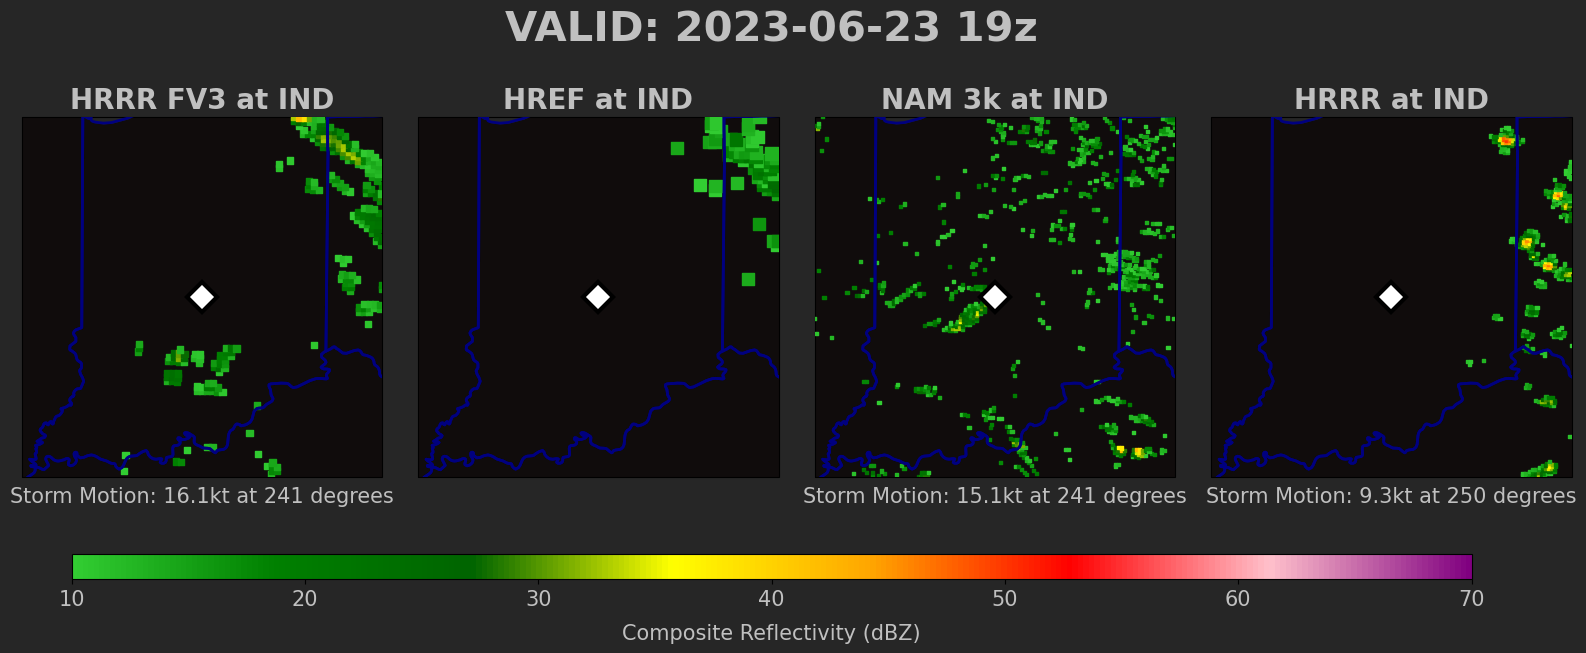 VALID: 2023-06-23 19z
HRRR FV3 at IND
HREF at IND
NAM 3k at IND
HRRR at IND
Storm Motion: 16.1kt at 241 degrees
Storm Motion: 15.1kt at 241 degrees
Storm Motion: 9.3kt at 250 degrees
10 20 30 40 50 60 70
Composite Reflectivity (dBZ)